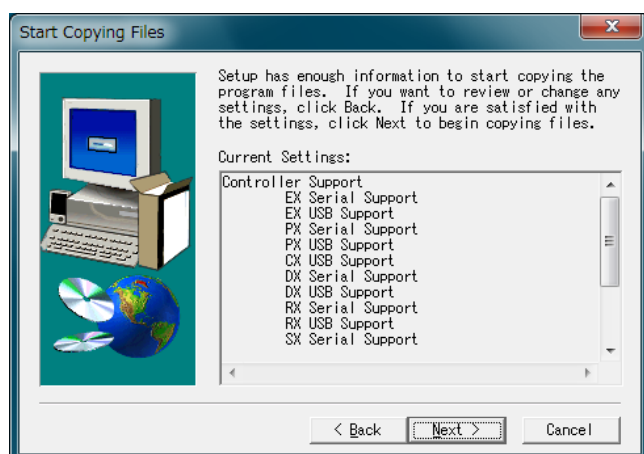 Start Copying Files
Setup has enough information to start copying the
program files. If you want to review or change any
settings, click Back. If you are satisfied with
the settings, click Next to begin copying files.
Current Settings:
Controller Support
EX Serial Support
EX USB Support
PX Serial Support
PX USB Support
CX USB Support
DX Serial Support
DX USB Support
RX Serial Support
RX USB Support
SX Serial Support
< Back
Next >
Cancel